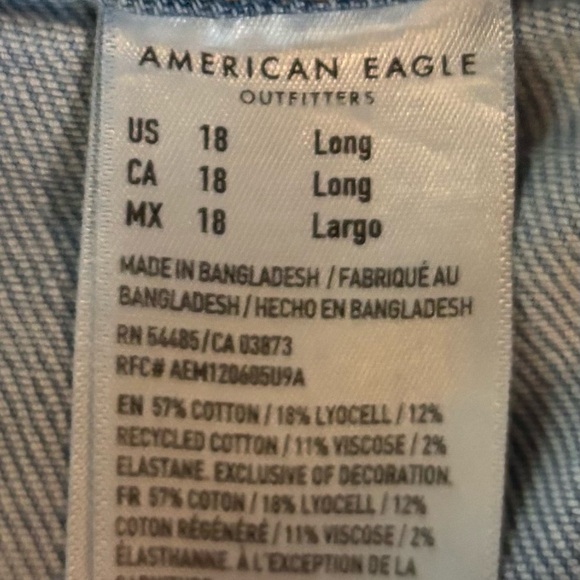 AMERICAN EAGLE
OUTFITTERS
US 18 Long
CA 18 Long
MX 18 Largo
MADE IN BANGLADESH / FABRIQUÉ AU
BANGLADESH / HECHO EN BANGLADESH
RN 54485/CA 03873
RFC# AEM120605U9A
EN 57% COTTON / 18% LYOCELL / 12%
RECYCLED COTTON / 11% VISCOSE / 2%
ELASTANE. EXCLUSIVE OF DECORATION.
FR 57% COTON / 18% LYOCELL / 12%
COTON RÉGÉNÉRÉ / 11% VISCOSE / 2%
ÉLASTHANNE. À L'EXCEPTION DE LA